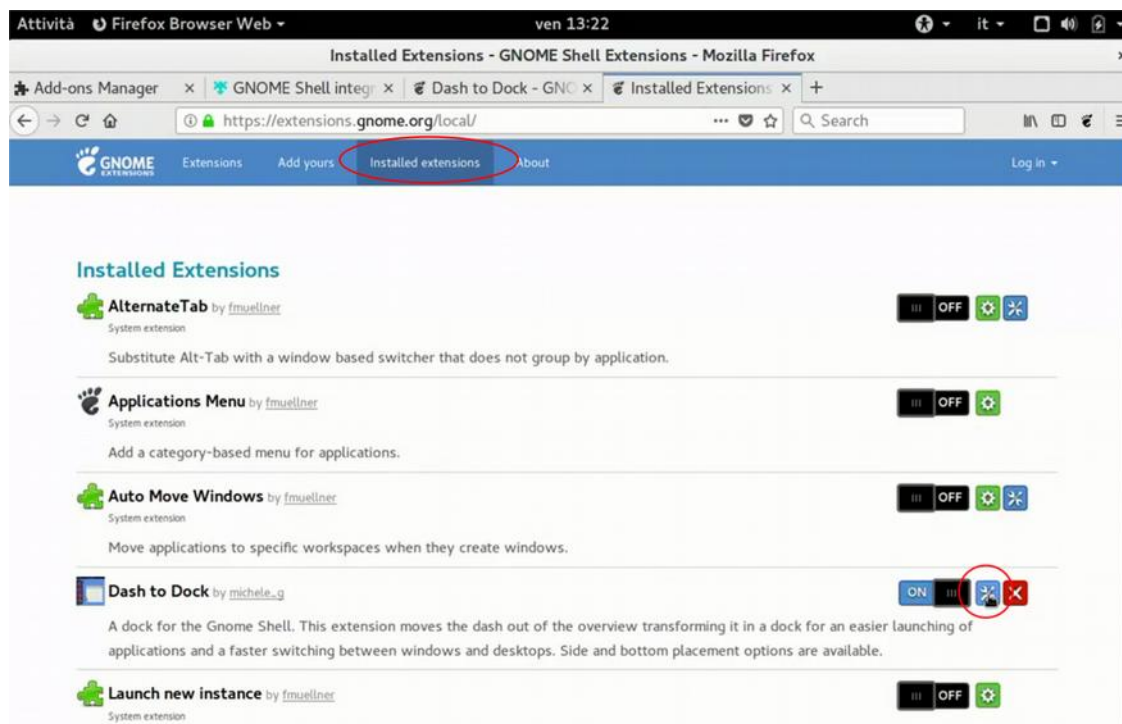 Attività Firefox Browser Web ven 13:22 it
Installed Extensions - GNOME Shell Extensions - Mozilla Firefox
Add-ons Manager GNOME Shell integr Dash to Dock - GNO Installed Extensions
https://extensions.gnome.org/local/ Search
GNOME EXTENSIONS Extensions Add yours Installed extensions About Log in
Installed Extensions
AlternateTab by fmuellner OFF
System extension
Substitute Alt-Tab with a window based switcher that does not group by application.
Applications Menu by fmuellner OFF
System extension
Add a category-based menu for applications.
Auto Move Windows by fmuellner OFF
System extension
Move applications to specific workspaces when they create windows.
Dash to Dock by michele_g ON
A dock for the Gnome Shell. This extension moves the dash out of the overview transforming it in a dock for an easier launching of
applications and a faster switching between windows and desktops. Side and bottom placement options are available.
Launch new instance by fmuellner OFF
System extension